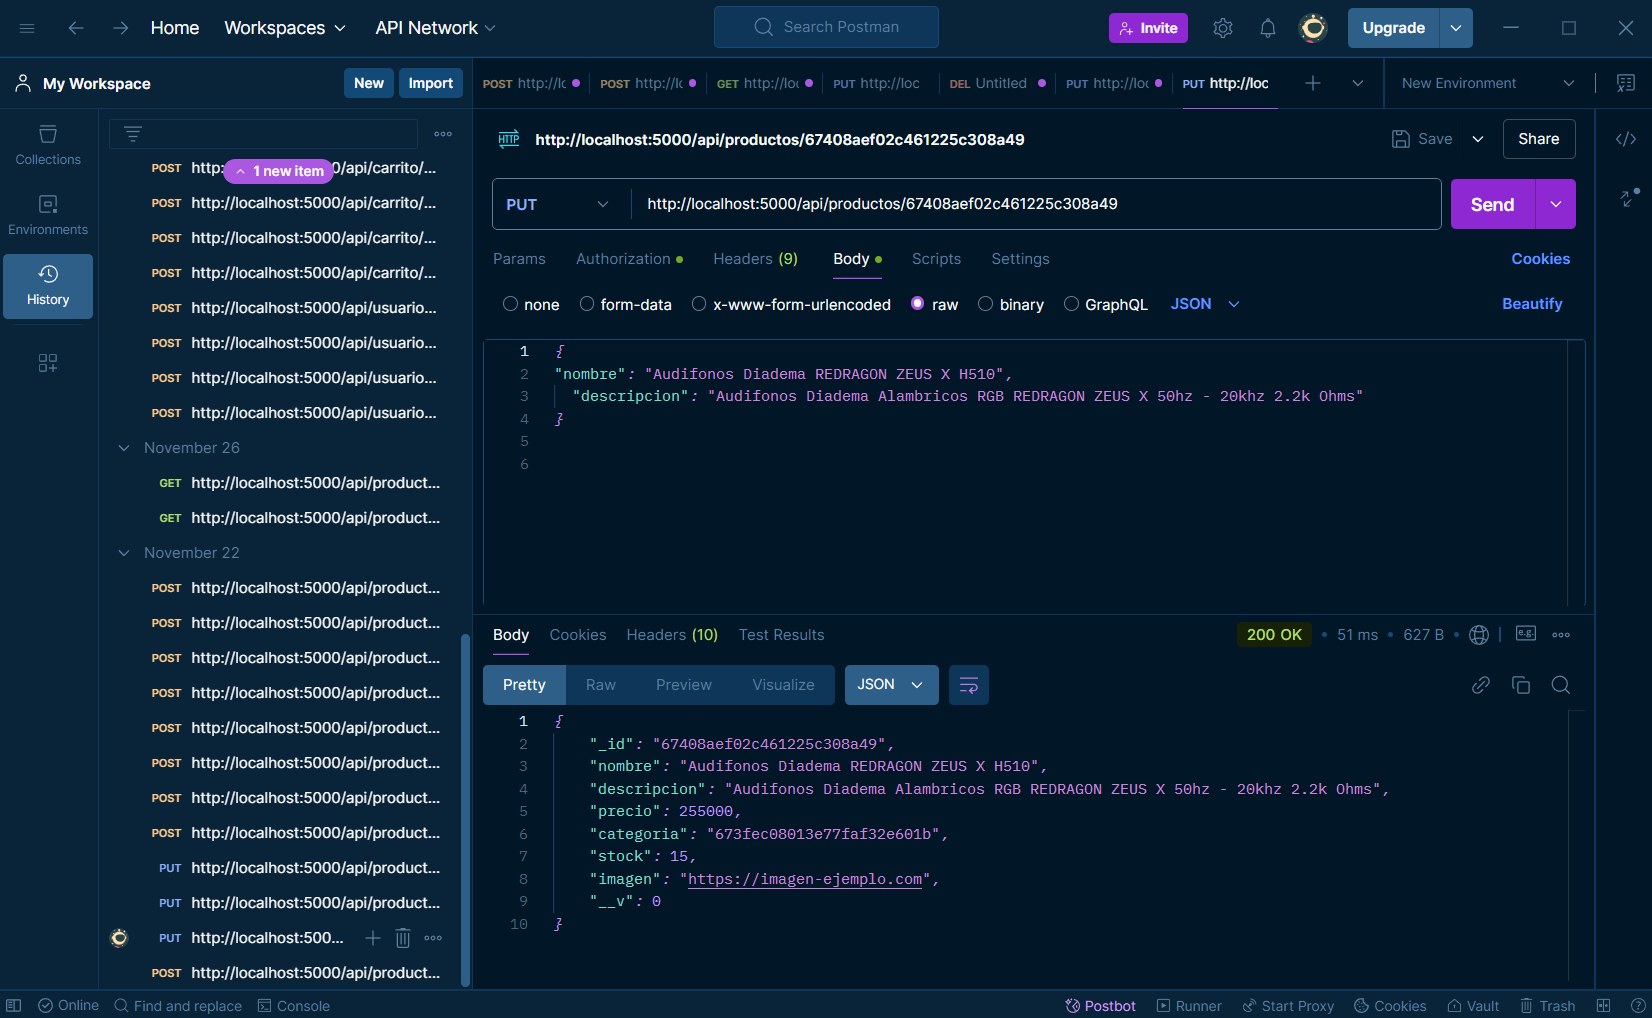 Home Workspaces API Network Search Postman Invite Upgrade
My Workspace New Import POST http://lc POST http://lc GET http://loc PUT http://loc DEL Untitled PUT http://loc PUT http://loc New Environment
Collections
Environments
History
1 new item
POST http: 0/api/carrito/...
POST http://localhost:5000/api/carrito/...
POST http://localhost:5000/api/carrito/...
POST http://localhost:5000/api/carrito/...
POST http://localhost:5000/api/usuario...
POST http://localhost:5000/api/usuario...
POST http://localhost:5000/api/usuario...
POST http://localhost:5000/api/usuario...
November 26
GET http://localhost:5000/api/product...
GET http://localhost:5000/api/product...
November 22
POST http://localhost:5000/api/product...
POST http://localhost:5000/api/product...
POST http://localhost:5000/api/product...
POST http://localhost:5000/api/product...
POST http://localhost:5000/api/product...
POST http://localhost:5000/api/product...
POST http://localhost:5000/api/product...
POST http://localhost:5000/api/product...
PUT http://localhost:5000/api/product...
PUT http://localhost:5000/api/product...
PUT http://localhost:500...
POST http://localhost:5000/api/product...
HTTP http://localhost:5000/api/productos/67408aef02c461225c308a49 Save Share
PUT http://localhost:5000/api/productos/67408aef02c461225c308a49 Send
Params Authorization Headers (9) Body Scripts Settings Cookies
none form-data x-www-form-urlencoded raw binary GraphQL JSON Beautify
1 {
2 "nombre": "Audifonos Diadema REDRAGON ZEUS X H510",
3 "descripcion": "Audifonos Diadema Alambricos RGB REDRAGON ZEUS X 50hz - 20khz 2.2k Ohms"
4 }
5
6
Body Cookies Headers (10) Test Results 200 OK 51 ms 627 B e.g.
Pretty Raw Preview Visualize JSON
1 {
2 "_id": "67408aef02c461225c308a49",
3 "nombre": "Audifonos Diadema REDRAGON ZEUS X H510",
4 "descripcion": "Audifonos Diadema Alambricos RGB REDRAGON ZEUS X 50hz - 20khz 2.2k Ohms",
5 "precio": 255000,
6 "categoria": "673fec08013e77faf32e601b",
7 "stock": 15,
8 "imagen": "https://imagen-ejemplo.com",
9 "__v": 0
10 }
Online Find and replace Console Postbot Runner Start Proxy Cookies Vault Trash